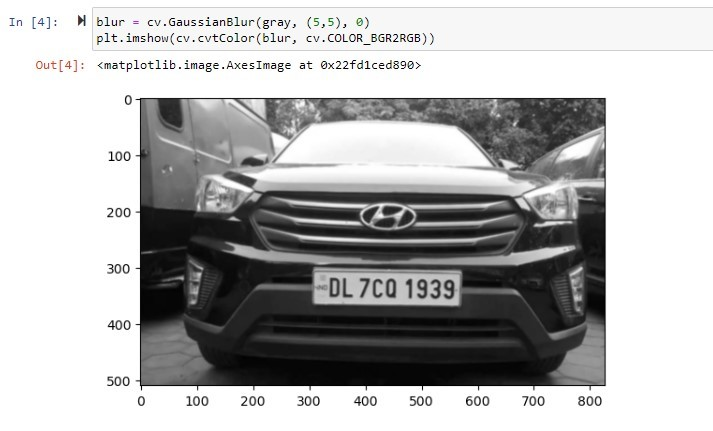 In [4]:
blur = cv.GaussianBlur(gray, (5,5), 0)
plt.imshow(cv.cvtColor(blur, cv.COLOR_BGR2RGB))
Out[4]: <matplotlib.image.AxesImage at 0x22fd1ced890>
0
100
200
300
400
500
IND DL 7CQ 1939
0 100 200 300 400 500 600 700 800